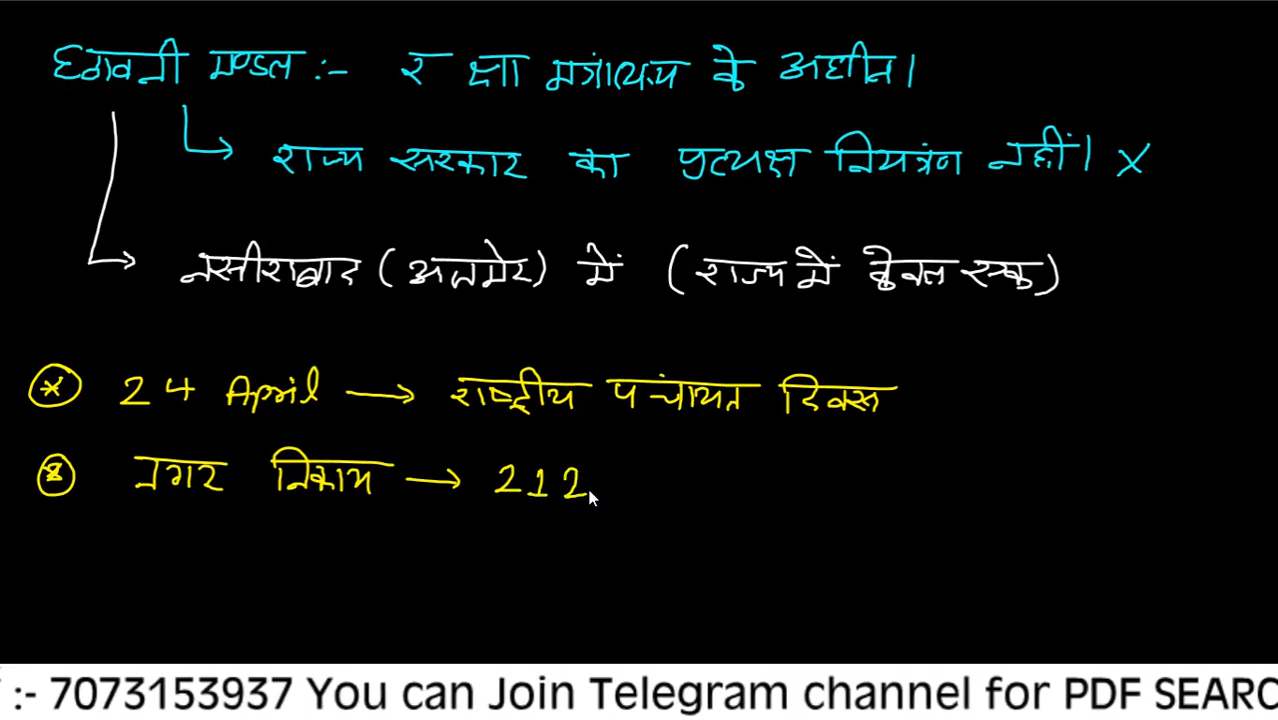 छावनी मण्डल :- रक्षा मंत्रालय के अधीन।
→ राज्य सरकार का प्रत्यक्ष नियंत्रण नहीं। X
→ नसीराबाद (अजमेर) में (राज्य में केवल एक)
* 24 April → राष्ट्रीय पंचायत दिवस
* नगर निकाय → 212
:- 7073153937 You can Join Telegram channel for PDF SEARC